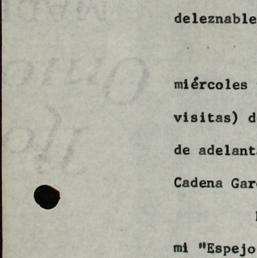 deleznable
miércoles
visitas) d
de adelant
Cadena Gar
mi "Espejo